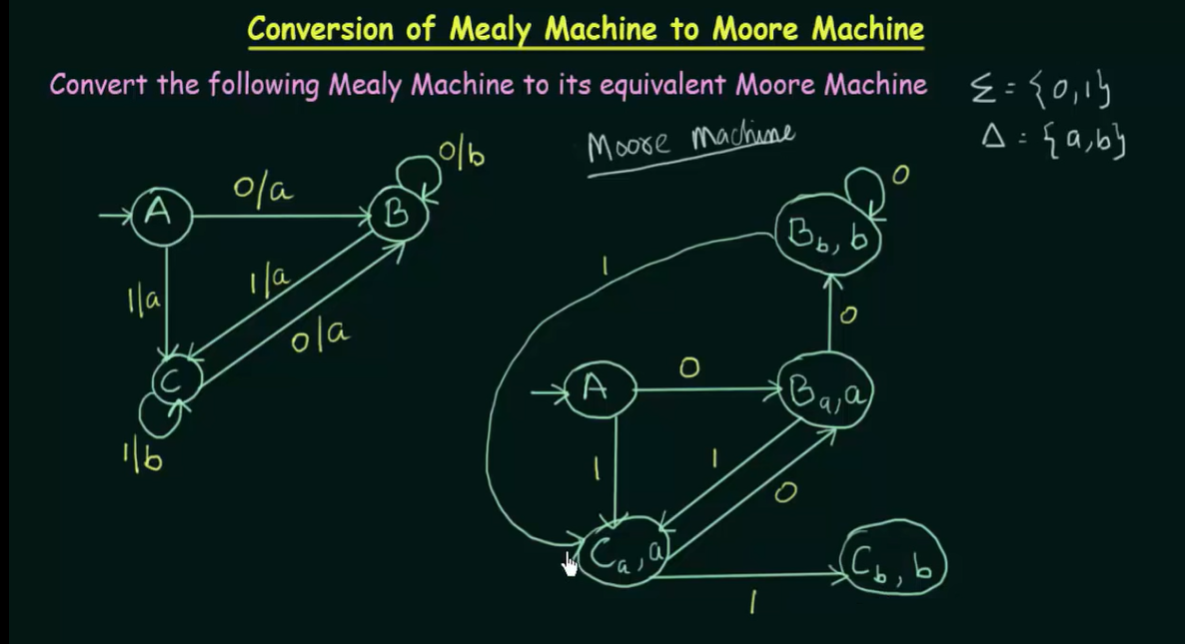 Conversion of Mealy Machine to Moore Machine
Convert the following Mealy Machine to its equivalent Moore Machine
Σ = {0,1}
Δ = {a,b}
Moore Machine
0/b
0/a
A
B
1/a
1/a
0/a
C
1/b
0
B_b, b
1
0
A
0
B_a, a
1
1
0
C_a, a
C_b, b
1